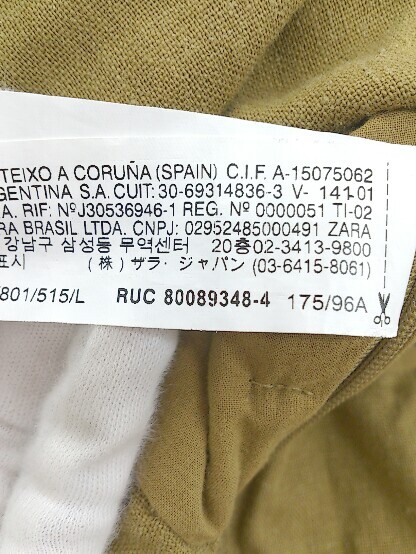 TEIXO A CORUÑA (SPAIN) C.I.F. A-15075062
GENTINA S.A. CUIT: 30-69314836-3 V- 141-01
A. RIF: Nº J30536946-1 REG. Nº 0000051 TI-02
RA BRASIL LTDA. CNPJ: 02952485000491 ZARA
강남구 삼성동 무역센터 20층02-3413-9800
표시 (株) ザラ・ジャパン (03-6415-8061)
/801/515/L RUC 80089348-4 175/96A